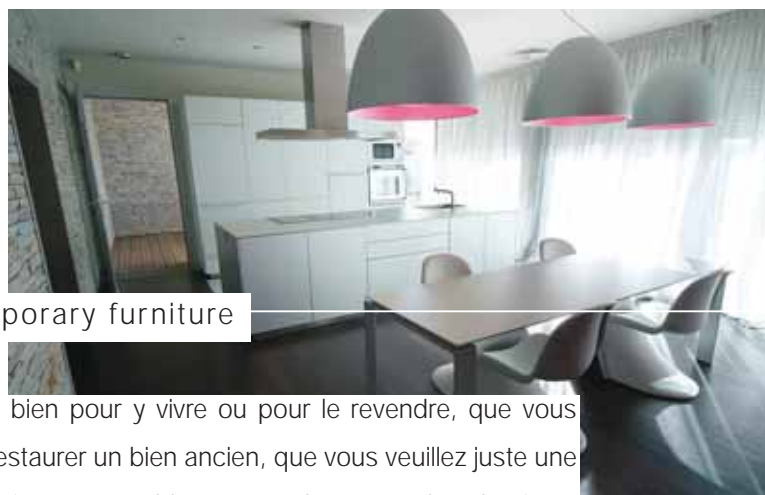 porary furniture
bien pour y vivre ou pour le revendre, que vous
estaurer un bien ancien, que vous veuillez juste une